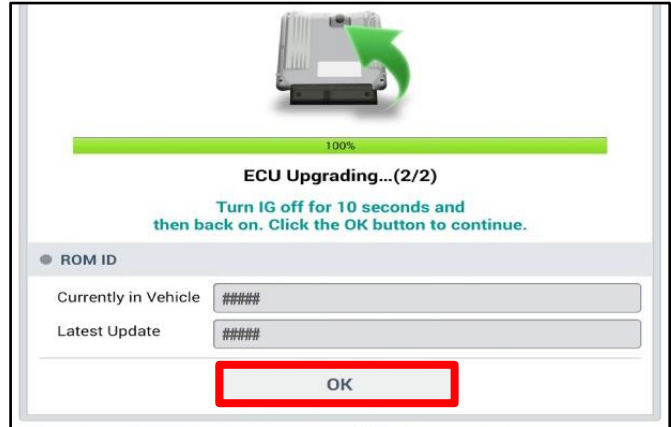 100%
ECU Upgrading...(2/2)
Turn IG off for 10 seconds and
then back on. Click the OK button to continue.
ROM ID
Currently in Vehicle #####
Latest Update #####
OK